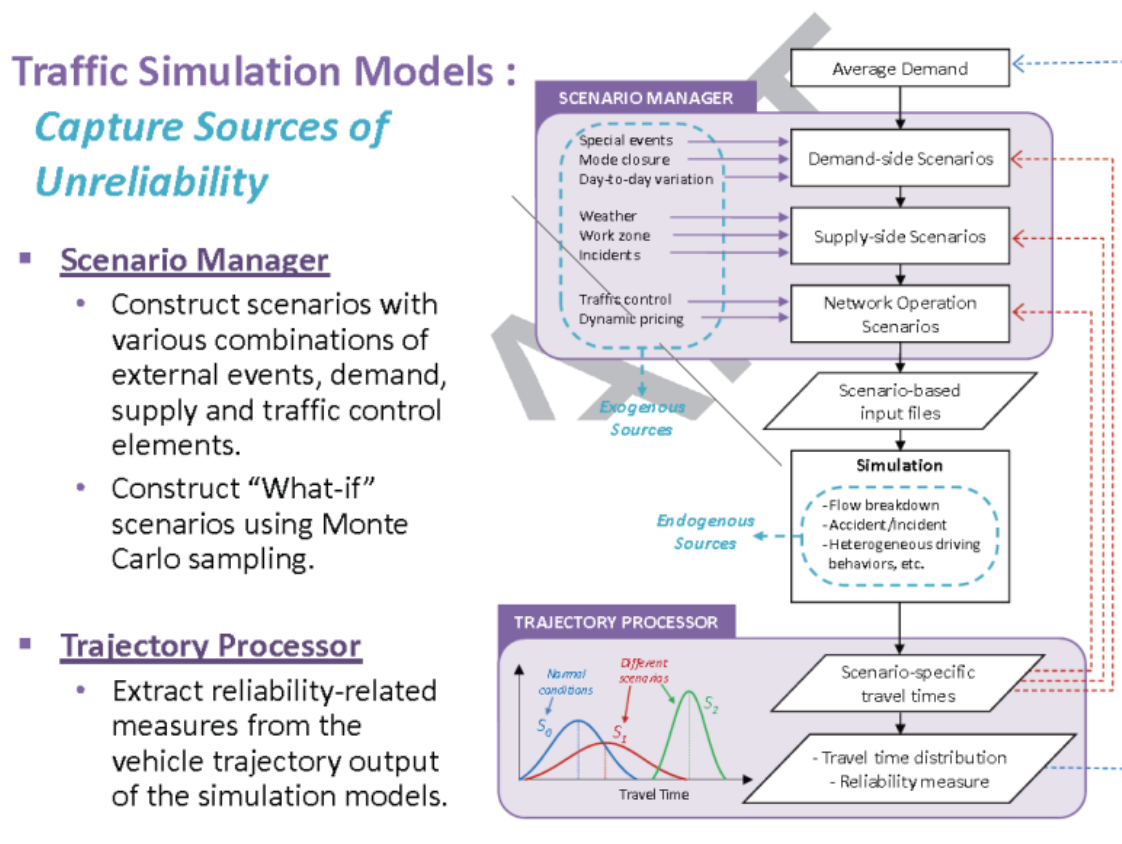 Traffic Simulation Models :
Capture Sources of
Unreliability
▪ Scenario Manager
• Construct scenarios with
various combinations of
external events, demand,
supply and traffic control
elements.
• Construct “What-if”
scenarios using Monte
Carlo sampling.
▪ Trajectory Processor
• Extract reliability-related
measures from the
vehicle trajectory output
of the simulation models.
Average Demand
SCENARIO MANAGER
Special events
Mode closure
Day-to-day variation
Demand-side Scenarios
Weather
Work zone
Incidents
Supply-side Scenarios
Traffic control
Dynamic pricing
Network Operation
Scenarios
Exogenous
Sources
Scenario-based
input files
Simulation
-Flow breakdown
-Accident/Incident
-Heterogeneous driving
behaviors, etc.
Endogenous
Sources
TRAJECTORY PROCESSOR
Normal
conditions
Different
scenarios
S0
S1
S2
Travel Time
Scenario-specific
travel times
- Travel time distribution
- Reliability measure